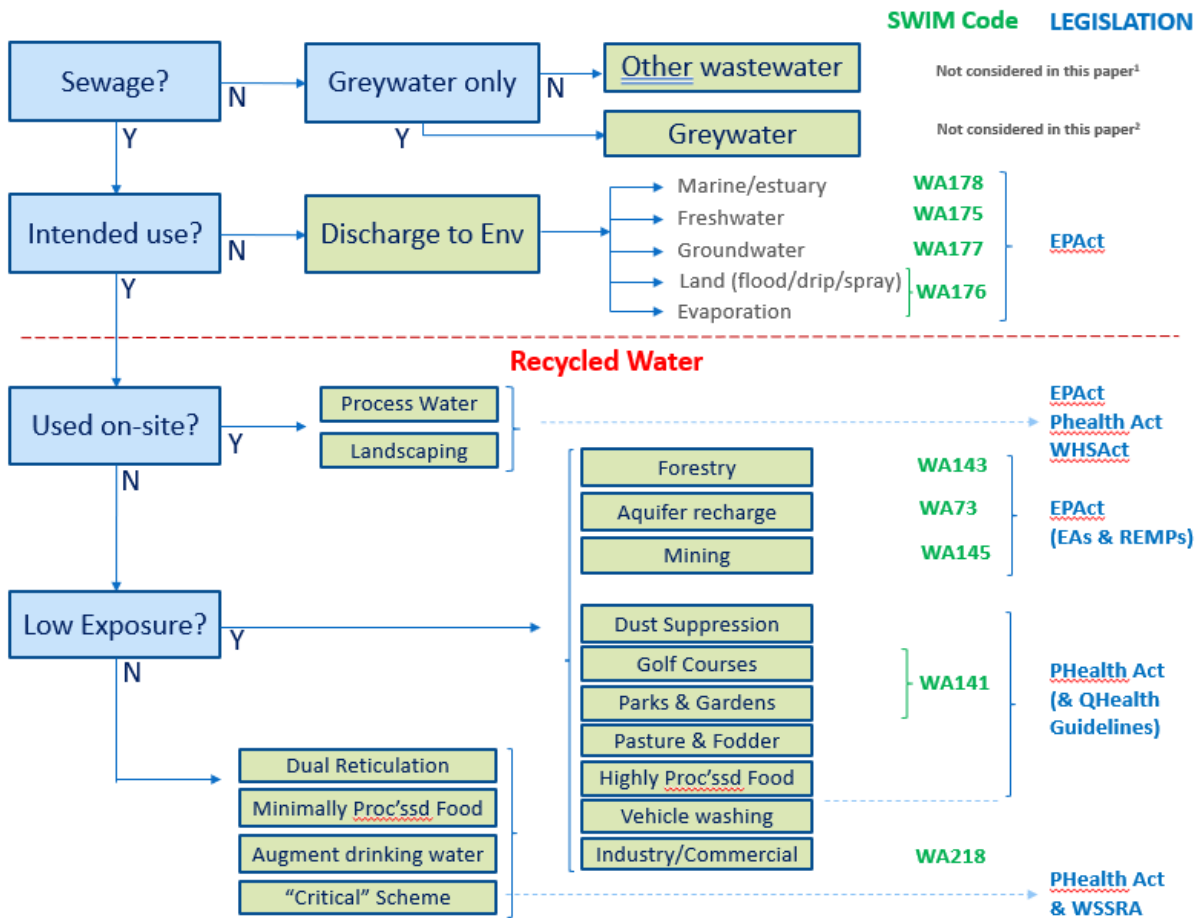 SWIM Code LEGISLATION
Sewage?
N
Greywater only
N
Other wastewater
Not considered in this paper¹
Y
Y
Greywater
Not considered in this paper²
Intended use?
N
Discharge to Env
Marine/estuary
WA178
Freshwater
WA175
Groundwater
WA177
Land (flood/drip/spray)
Evaporation
WA176
EPAct
Y
Recycled Water
Used on-site?
Y
Process Water
Landscaping
EPAct
Phealth Act
WHSAct
N
Forestry
WA143
Aquifer recharge
WA73
Mining
WA145
EPAct
(EAs & REMPs)
Low Exposure?
Y
Dust Suppression
Golf Courses
Parks & Gardens
WA141
Pasture & Fodder
Highly Proc'ssd Food
Vehicle washing
Industry/Commercial
WA218
PHealth Act
(& QHealth
Guidelines)
N
Dual Reticulation
Minimally Proc'ssd Food
Augment drinking water
“Critical” Scheme
PHealth Act
& WSSRA